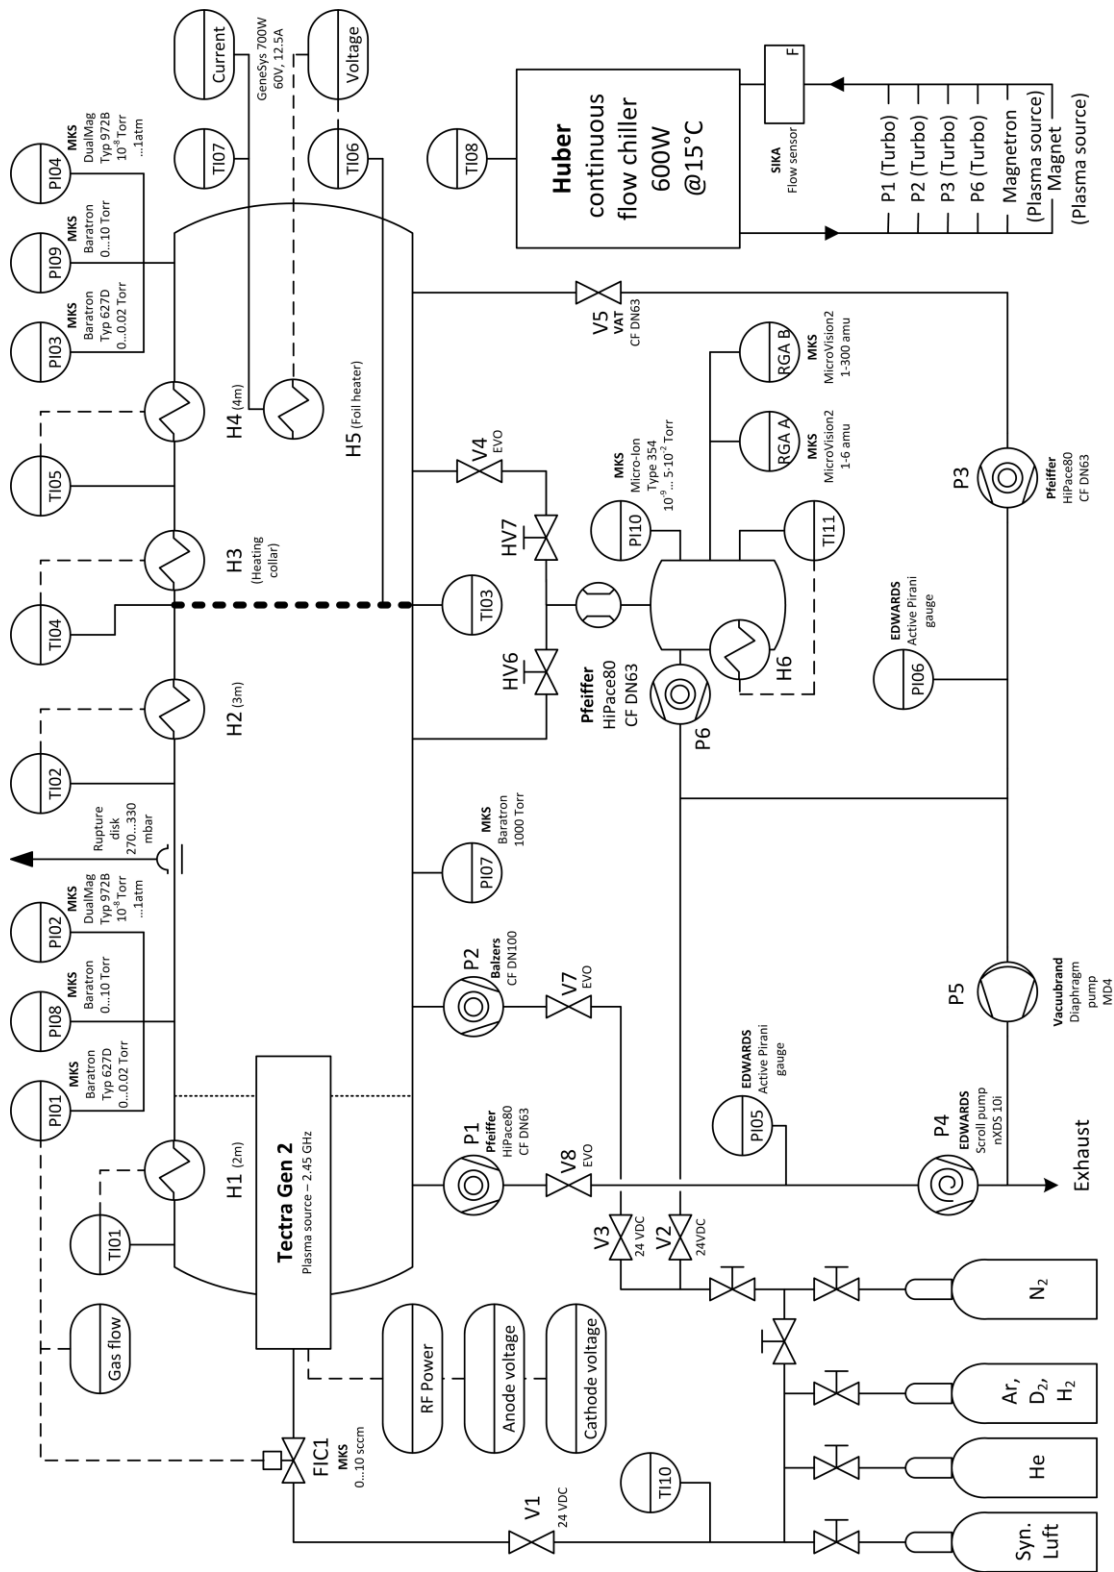 PI01
MKS
Baratron
Typ 627D
0...0.02 Torr
PI08
MKS
Baratron
0...10 Torr
PI02
MKS
DualMag
Typ 972B
10⁻⁸ Torr
...1atm
Rupture
disk
270...330
mbar
PI03
MKS
Baratron
Typ 627D
0...0.02 Torr
PI09
MKS
Baratron
0...10 Torr
PI04
MKS
DualMag
Typ 972B
10⁻⁸ Torr
...1atm
Gas flow
TI01
H1 (2m)
TI02
H2 (3m)
TI04
H3
(Heating
collar)
TI05
H4 (4m)
TI07
Current
GeneSys 700W
60V, 12.5A
TI06
Voltage
H5 (Foil heater)
Tectra Gen 2
Plasma source – 2.45 GHz
FIC1
MKS
0...10 sccm
RF Power
Anode voltage
Cathode voltage
P1
Pfeiffer
HiPace80
CF DN63
V8
EVO
P2
Balzers
CF DN100
V7
EVO
PI07
MKS
Baratron
1000 Torr
TI03
HV6
HV7
V4
EVO
V5
VAT
CF DN63
TI08
Huber
continuous
flow chiller
600W
@15°C
SIKA
Flow sensor
F
P1 (Turbo)
P2 (Turbo)
P3 (Turbo)
P6 (Turbo)
Magnetron
(Plasma source)
Magnet
(Plasma source)
Pfeiffer
HiPace80
CF DN63
P6
H6
PI10
MKS
Micro-Ion
Type 354
10⁻⁹... 5·10⁻² Torr
TI11
RGA A
MKS
MicroVision2
1-6 amu
RGA B
MKS
MicroVision2
1-300 amu
V1
24 VDC
TI10
V3
24 VDC
V2
24VDC
PI05
EDWARDS
Active Pirani
gauge
PI06
EDWARDS
Active Pirani
gauge
P3
Pfeiffer
HiPace80
CF DN63
P4
EDWARDS
Scroll pump
nXDS 10i
P5
Vacuubrand
Diaphragm
pump
MD4
Exhaust
Syn.
Luft
He
Ar,
D₂,
H₂
N₂